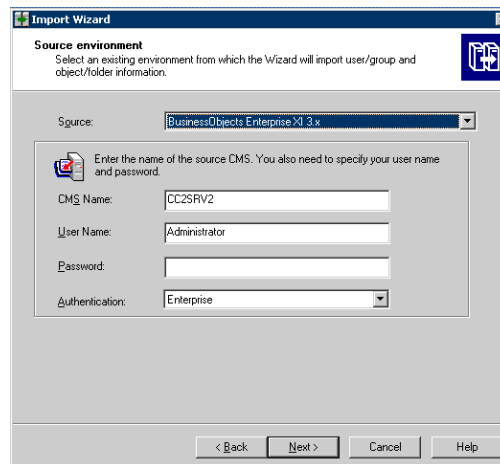 Import Wizard
Source environment
Select an existing environment from which the Wizard will import user/group and
object/folder information.
Source: BusinessObjects Enterprise XI 3.x
Enter the name of the source CMS. You also need to specify your user name
and password.
CMS Name: CC2SRV2
User Name: Administrator
Password:
Authentication: Enterprise
< Back Next > Cancel Help